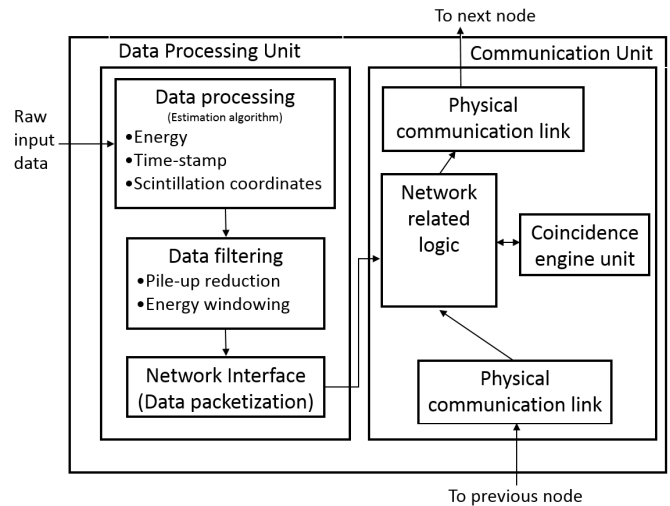 To next node
Data Processing Unit
Communication Unit
Raw
input
data
Data processing
(Estimation algorithm)
•Energy
•Time-stamp
•Scintillation coordinates
Data filtering
•Pile-up reduction
•Energy windowing
Network Interface
(Data packetization)
Physical
communication link
Network
related
logic
Coincidence
engine unit
Physical
communication link
To previous node